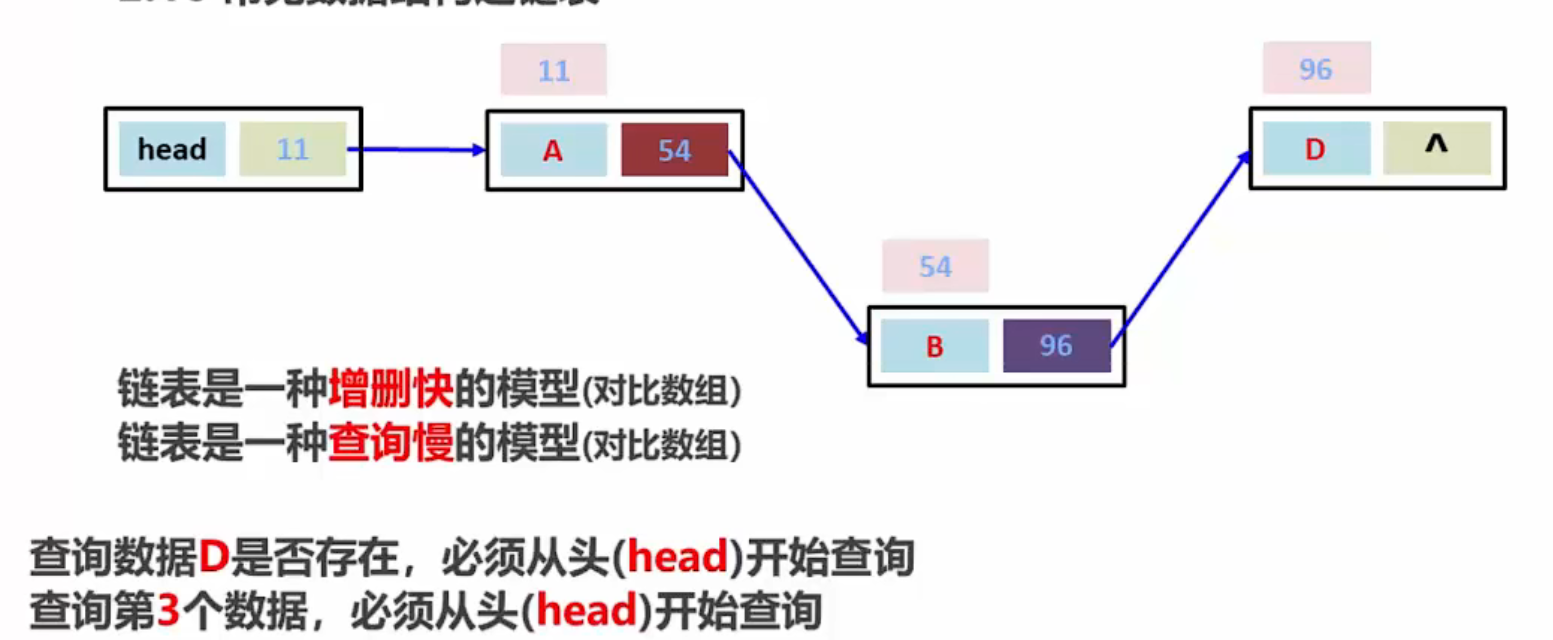 11
96
head 11
A 54
D ^
54
B 96
链表是一种增删快的模型(对比数组)
链表是一种查询慢的模型(对比数组)
查询数据D是否存在，必须从头(head)开始查询
查询第3个数据，必须从头(head)开始查询